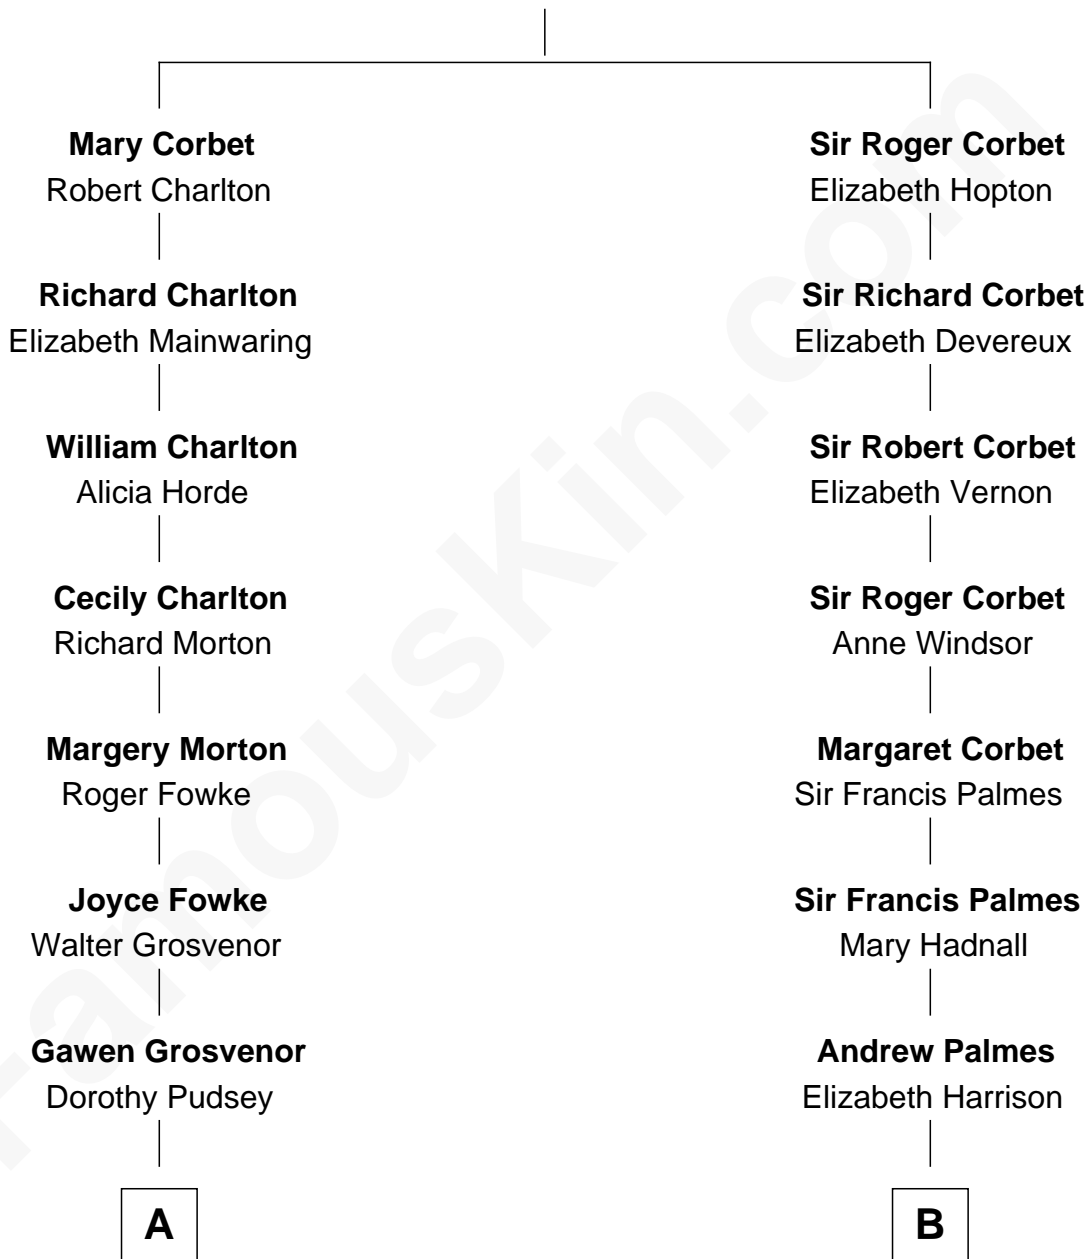 Mary Corbet
Robert Charlton
Richard Charlton
Elizabeth Mainwaring
William Charlton
Alicia Horde
Cecily Charlton
Richard Morton
Margery Morton
Roger Fowke
Joyce Fowke
Walter Grosvenor
Gawen Grosvenor
Dorothy Pudsey
A
Sir Roger Corbet
Elizabeth Hopton
Sir Richard Corbet
Elizabeth Devereux
Sir Robert Corbet
Elizabeth Vernon
Sir Roger Corbet
Anne Windsor
Margaret Corbet
Sir Francis Palmes
Sir Francis Palmes
Mary Hadnall
Andrew Palmes
Elizabeth Harrison
B
FamousKin.com